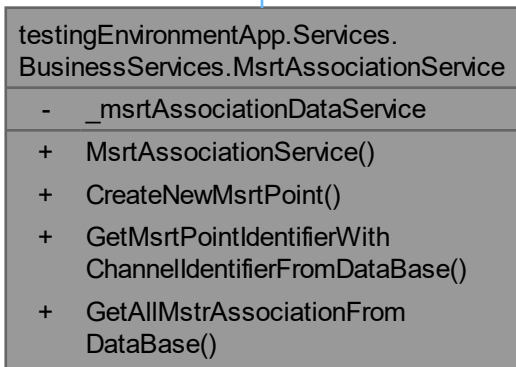 testingEnvironmentApp.Services.
BusinessServices.MsrtAssociationService
- _msrtAssociationDataService
+ MsrtAssociationService()
+ CreateNewMsrtPoint()
+ GetMsrtPointIdentifierWith
ChannelIdentifierFromDataBase()
+ GetAllMstrAssociationFrom
DataBase()